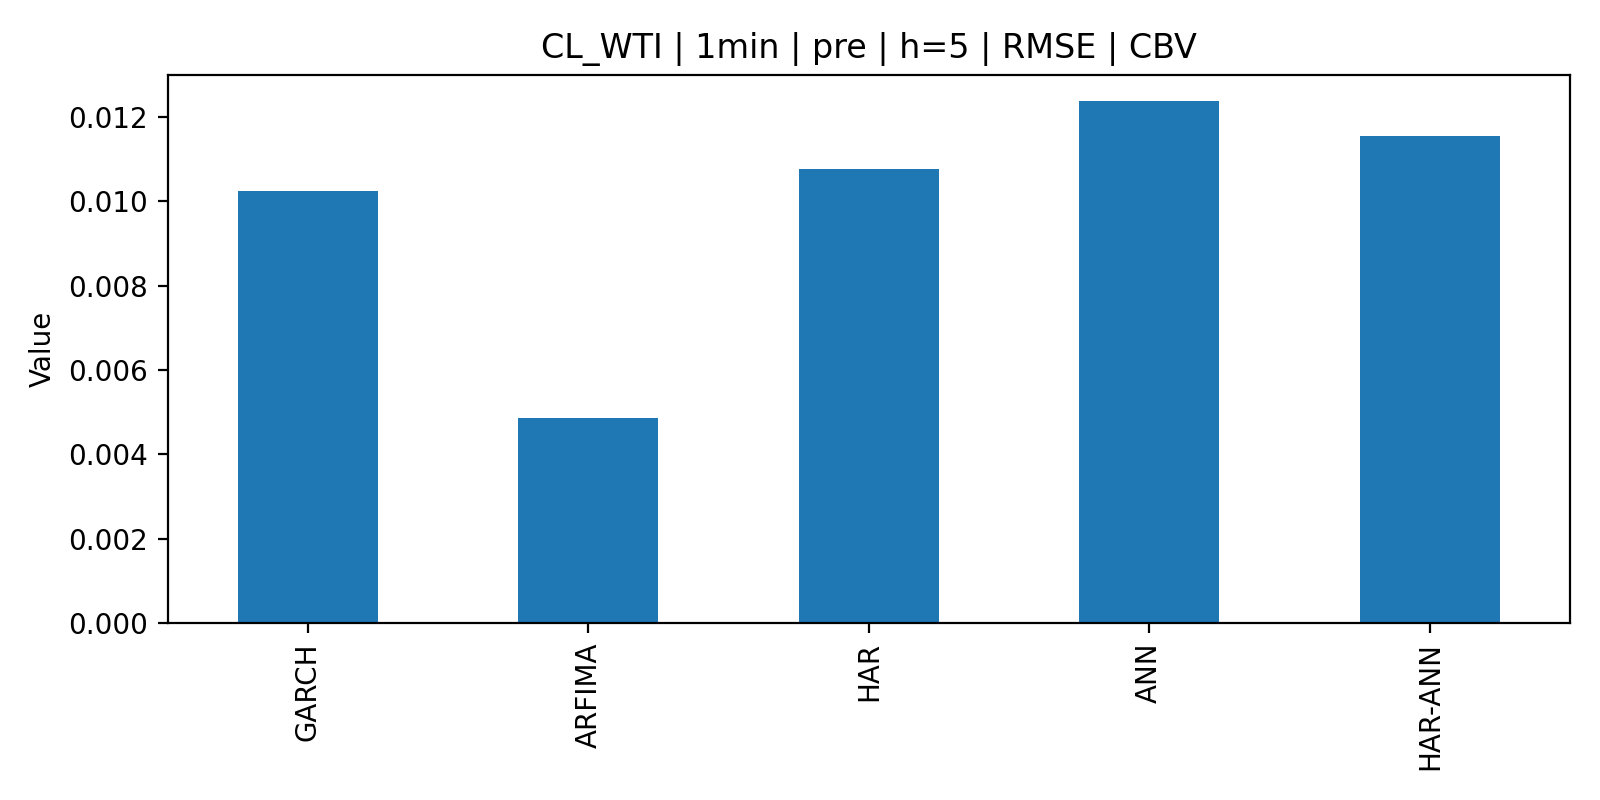 CL_WTI | 1min | pre | h=5 | RMSE | CBV
Value
0.012
0.010
0.008
0.006
0.004
0.002
0.000
GARCH
ARFIMA
HAR
ANN
HAR-ANN